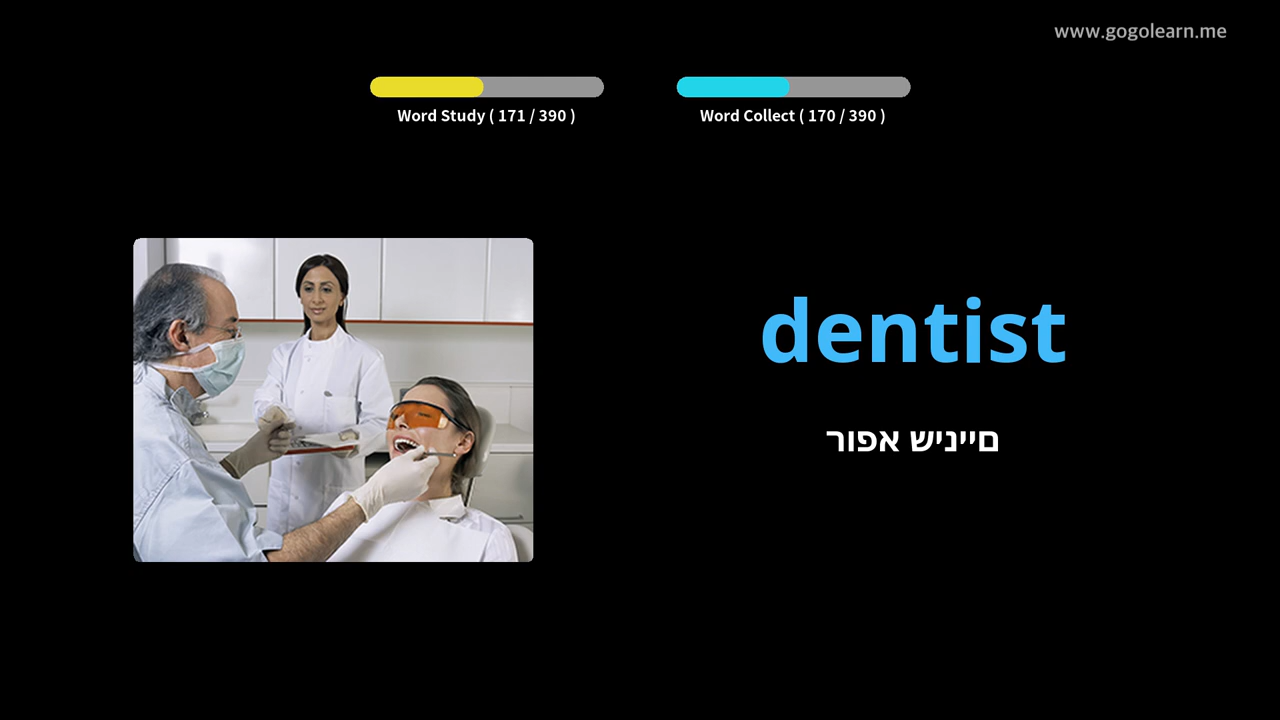 www.gogolearn.me
Word Study ( 171 / 390 )
Word Collect ( 170 / 390 )
dentist
םייניש אפור